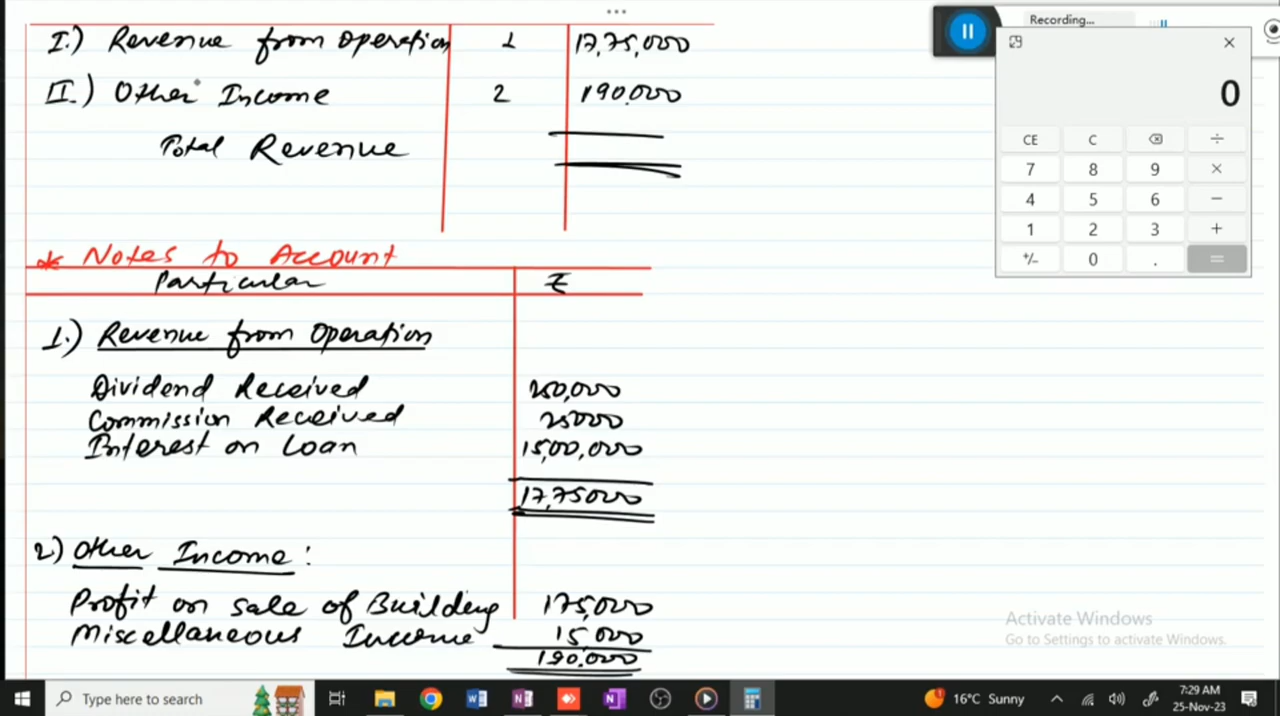 Recording...
I.) Revenue from Operation 1 17,75,000
II.) Other Income 2 190,000
Total Revenue
0
CE C ⌫ ÷
7 8 9 ×
4 5 6 −
1 2 3 +
+/- 0 . =
* Notes to Account
Particular ₹
1.) Revenue from Operation
Dividend Received 250,000
Commission Received 25000
Interest on Loan 15,00,000
17,75000
2) Other Income :
Profit on sale of Building 175,000
Miscellaneous Income 15,000
190,000
Activate Windows
Go to Settings to activate Windows.
Type here to search
16°C Sunny
7:29 AM
25-Nov-23